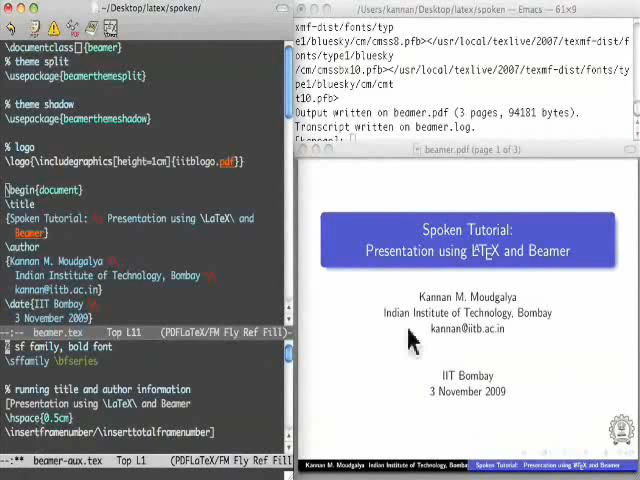 ~/Desktop/latex/spoken/
\documentclass[]{beamer}
% theme split
\usepackage{beamerthemesplit}
% theme shadow
\usepackage{beamerthemeshadow}
% logo
\logo{\includegraphics[height=1cm]{iitblogo.pdf}}
\begin{document}
\title
{Spoken Tutorial: \\ Presentation using \LaTeX\ and
Beamer}
\author
{Kannan M. Moudgalya \\
Indian Institute of Technology, Bombay \\
kannan@iitb.ac.in}
\date{IIT Bombay \\
3 November 2009}
--:-- beamer.tex Top L11 (PDFLaTeX/FM Fly Ref Fill)
% sf family, bold font
\sffamily \bfseries
% running title and author information
[Presentation using \LaTeX\ and Beamer
\hspace{0.5cm}
\insertframenumber/\inserttotalframenumber]
--:** beamer-aux.tex Top L1 (PDFLaTeX/FM Fly Ref Fill)
users/kannan/Desktop/latex/spoken — Emacs — 61×9
xmf-dist/fonts/typ
e1/bluesky/cm/cmss8.pfb></usr/local/texlive/2007/texmf-dist/f
onts/type1/bluesky
/cm/cmssbx10.pfb></usr/local/texlive/2007/texmf-dist/fonts/ty
pe1/bluesky/cm/cmt
t10.pfb>
Output written on beamer.pdf (3 pages, 94181 bytes).
Transcript written on beamer.log.
beamer.pdf (page 1 of 3)
Spoken Tutorial:
Presentation using LATEX and Beamer
Kannan M. Moudgalya
Indian Institute of Technology, Bombay
kannan@iitb.ac.in
IIT Bombay
3 November 2009
Kannan M. Moudgalya Indian Institute of Technology, Bomba Spoken Tutorial: Presentation using LATEX and Beamer